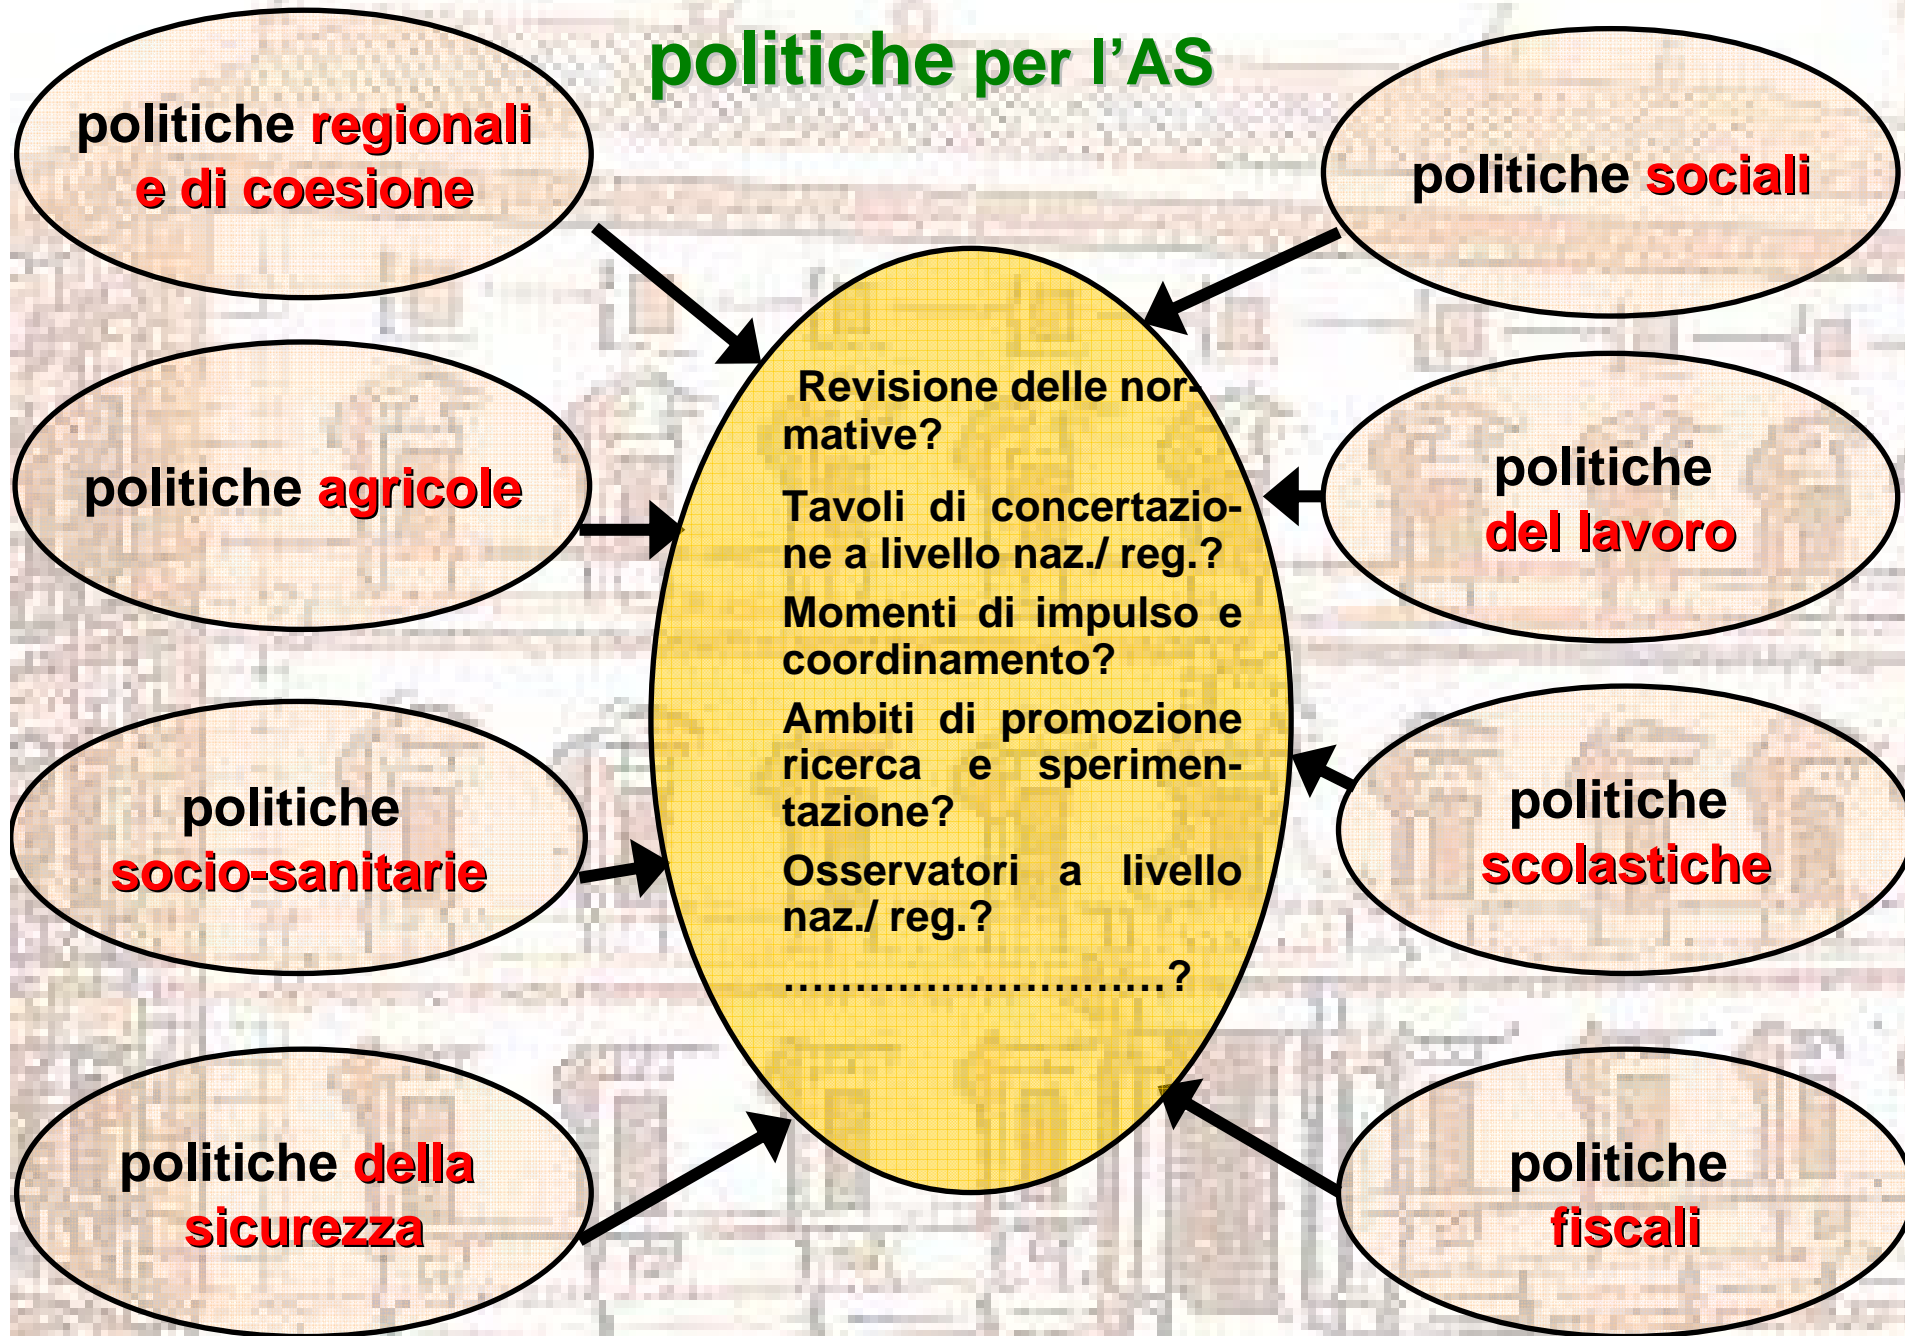 politiche per l’AS
politiche regionali
e di coesione
politiche agricole
politiche
socio-sanitarie
politiche della
sicurezza
Revisione delle nor-
mative?
Tavoli di concertazio-
ne a livello naz./ reg.?
Momenti di impulso e
coordinamento?
Ambiti di promozione
ricerca e sperimen-
tazione?
Osservatori a livello
naz./ reg.?
………………………?
politiche sociali
politiche
del lavoro
politiche
scolastiche
politiche
fiscali